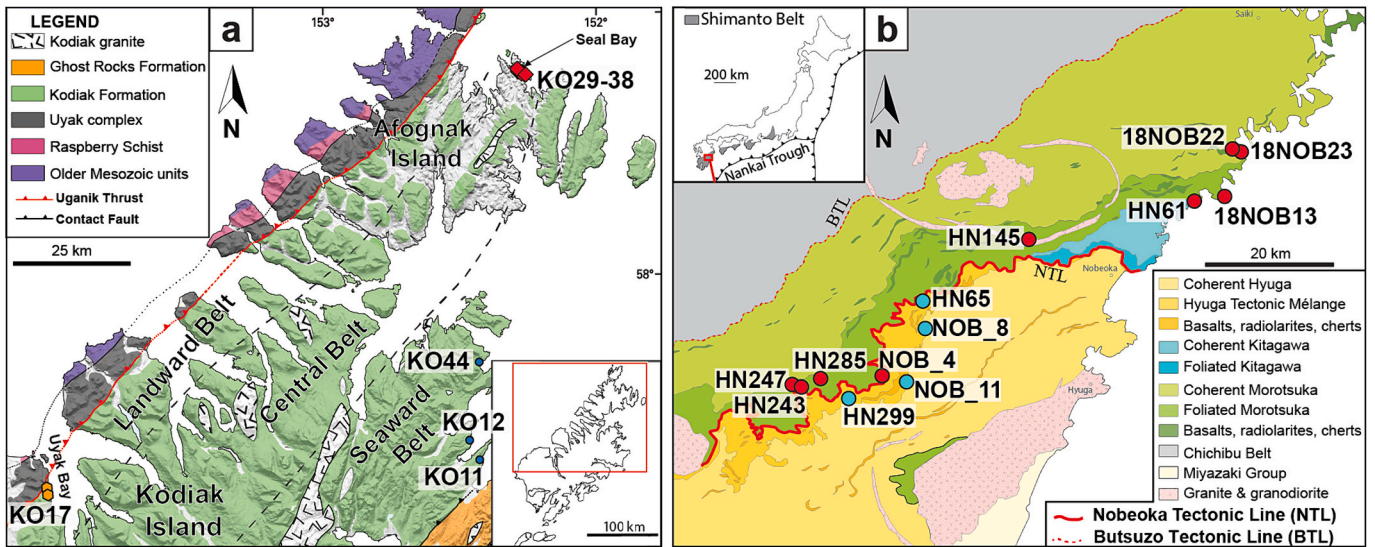 LEGEND
Kodiak granite
Ghost Rocks Formation
Kodiak Formation
Uyak complex
Raspberry Schist
Older Mesozoic units
Uganik Thrust
Contact Fault
25 km
N
a
153°
152°
58°
Seal Bay
KO29-38
Afognak
Island
Landward Belt
Central Belt
Seaward
Belt
KO44
KO12
KO11
Uyak Bay
KO17
Kodiak
Island
100 km
b
Shimanto Belt
200 km
Nankai Trough
N
Saiki
BTL
18NOB22
18NOB23
HN61
18NOB13
HN145
NTL
Nobeoka
20 km
HN65
NOB_8
HN285
NOB_4
HN247
NOB_11
HN243
HN299
Hyuga
Coherent Hyuga
Hyuga Tectonic Mélange
Basalts, radiolarites, cherts
Coherent Kitagawa
Foliated Kitagawa
Coherent Morotsuka
Foliated Morotsuka
Basalts, radiolarites, cherts
Chichibu Belt
Miyazaki Group
Granite & granodiorite
Nobeoka Tectonic Line (NTL)
Butsuzo Tectonic Line (BTL)